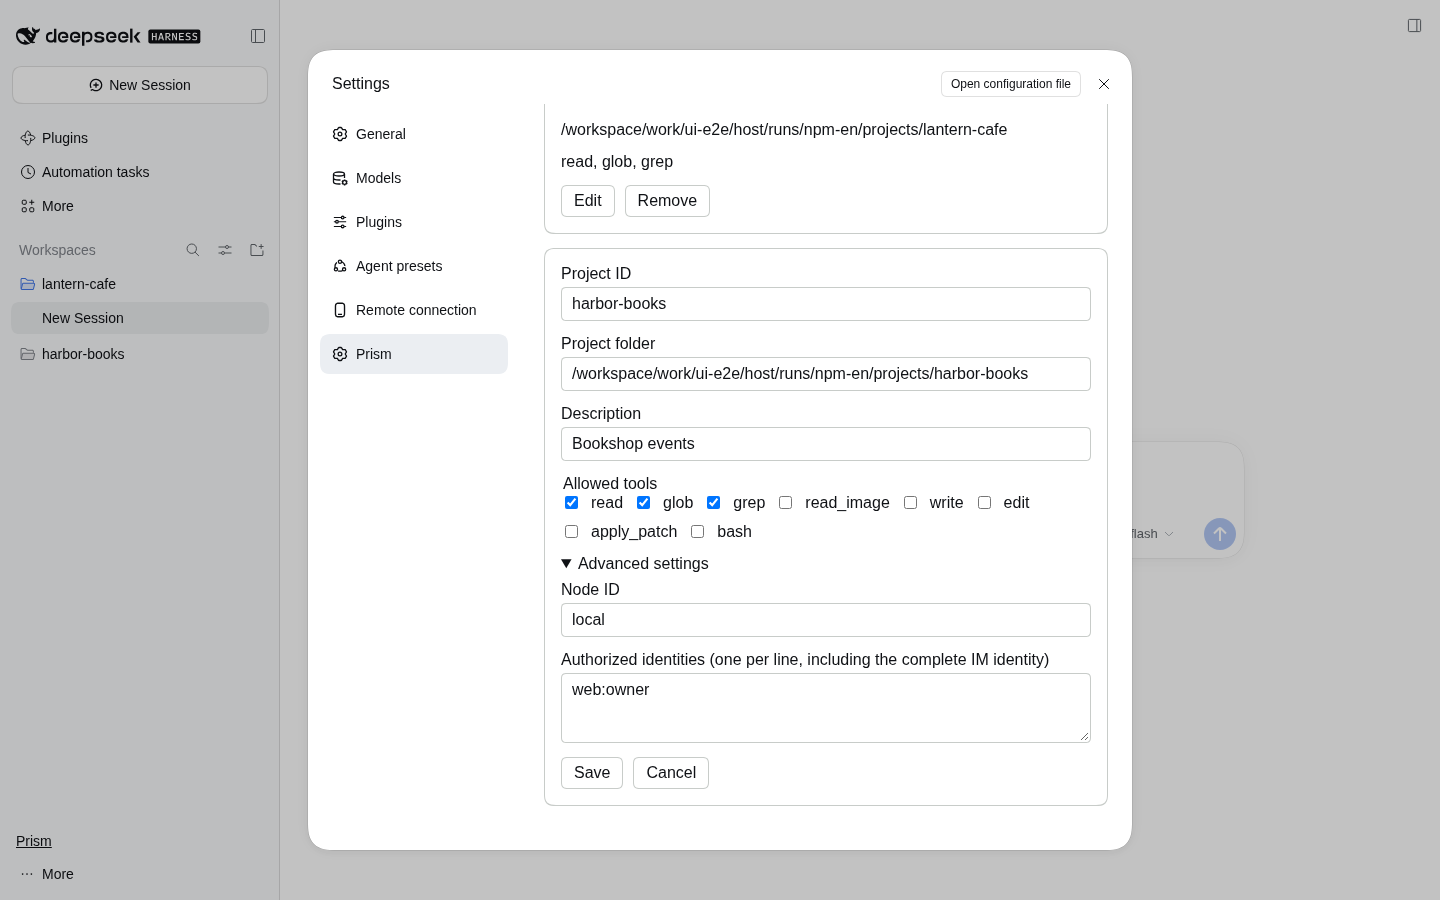 deepseek HARNESS
New Session
Plugins
Automation tasks
More
Workspaces
lantern-cafe
New Session
harbor-books
Prism
More
Settings
Open configuration file
General
Models
Plugins
Agent presets
Remote connection
Prism
/workspace/work/ui-e2e/host/runs/npm-en/projects/lantern-cafe
read, glob, grep
Edit Remove
Project ID
harbor-books
Project folder
/workspace/work/ui-e2e/host/runs/npm-en/projects/harbor-books
Description
Bookshop events
Allowed tools
read glob grep read_image write edit
apply_patch bash
Advanced settings
Node ID
local
Authorized identities (one per line, including the complete IM identity)
web:owner
Save Cancel
flash